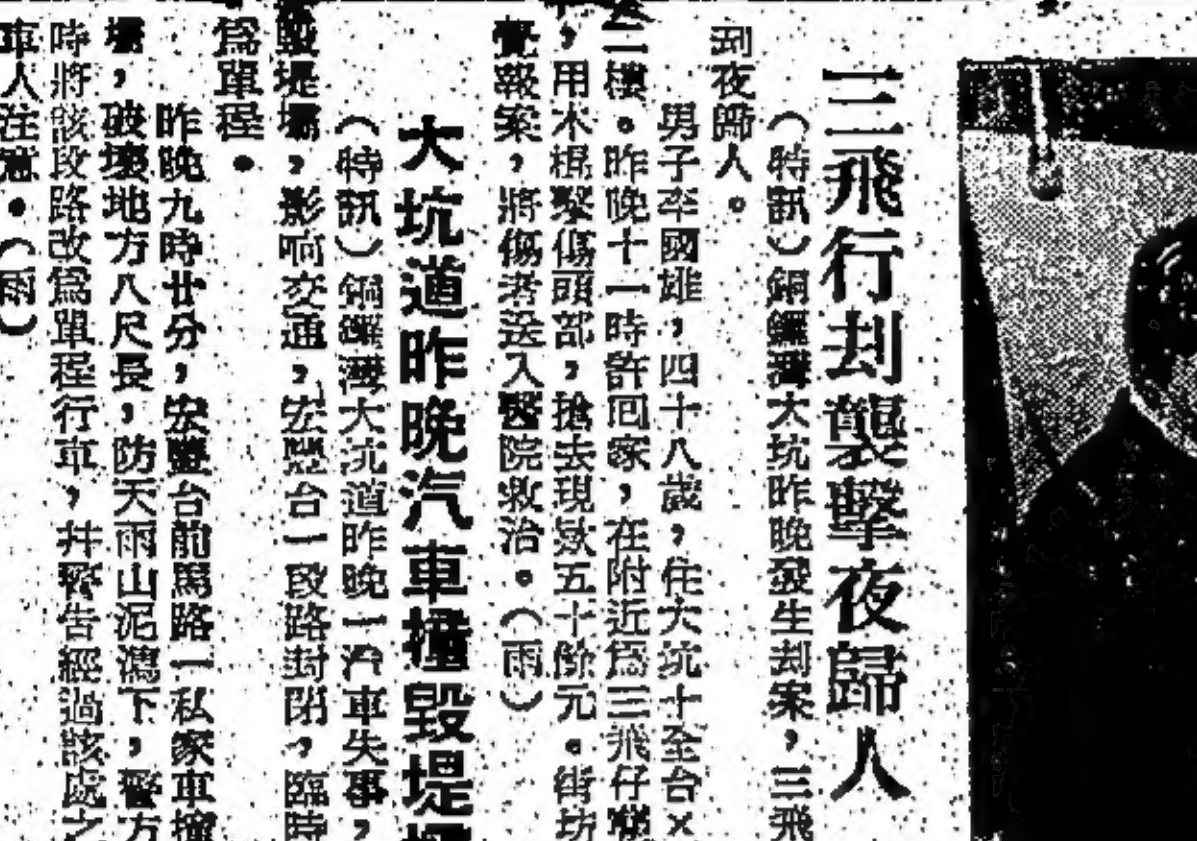 三飛行刦襲擊夜歸人
（特訊）銅鑼灣大坑昨晚發生刦案，三飛
刦夜歸人。
男子李國雄，四十八歲，住大坑十全台×
二樓。昨晚十一時許囘家，在附近爲三飛仔
，用木棍擊傷頭部，搶去現欵五十餘元。街坊
報案，將傷者送入醫院救治。（雨）
大坑道昨晚汽車撞毀堤壩
（特訊）銅鑼灣大坑道昨晚一汽車失事，
毀堤壩，影响交通，宏豐台一段路封閉，臨時
爲單程。
昨晚九時廿分，宏豐台前馬路一私家車撞
壩，破壞地方八尺長，防天雨山泥瀉下，警方
時將該段路改爲單程行車，并警告經過該處之
車人注意。（雨）